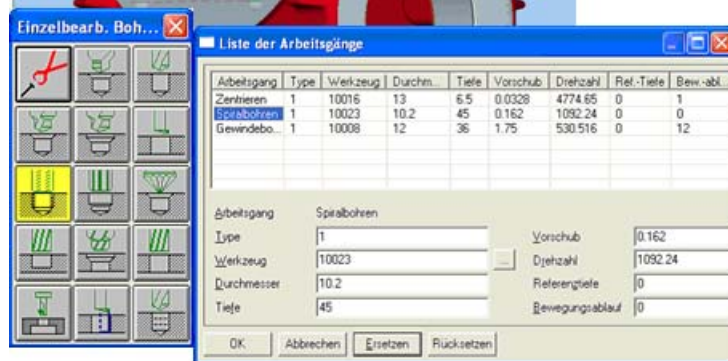 Einzelbearb. Boh...
Liste der Arbeitsgänge
Arbeitsgang Type Werkzeug Durchm... Tiefe Vorschub Drehzahl Ref.-Tiefe Bew.-abl.
Zentrieren 1 10016 13 6.5 0.0328 4774.65 0 1
Spiralbohren 1 10023 10.2 45 0.162 1092.24 0 0
Gewindebo... 1 10008 12 36 1.75 530.516 0 12
Arbeitsgang Spiralbohren
Type 1 Vorschub 0.162
Werkzeug 10023 ... Drehzahl 1092.24
Durchmesser 10.2 Referenztiefe 0
Tiefe 45 Bewegungsablauf 0
OK Abbrechen Ersetzen Rücksetzen